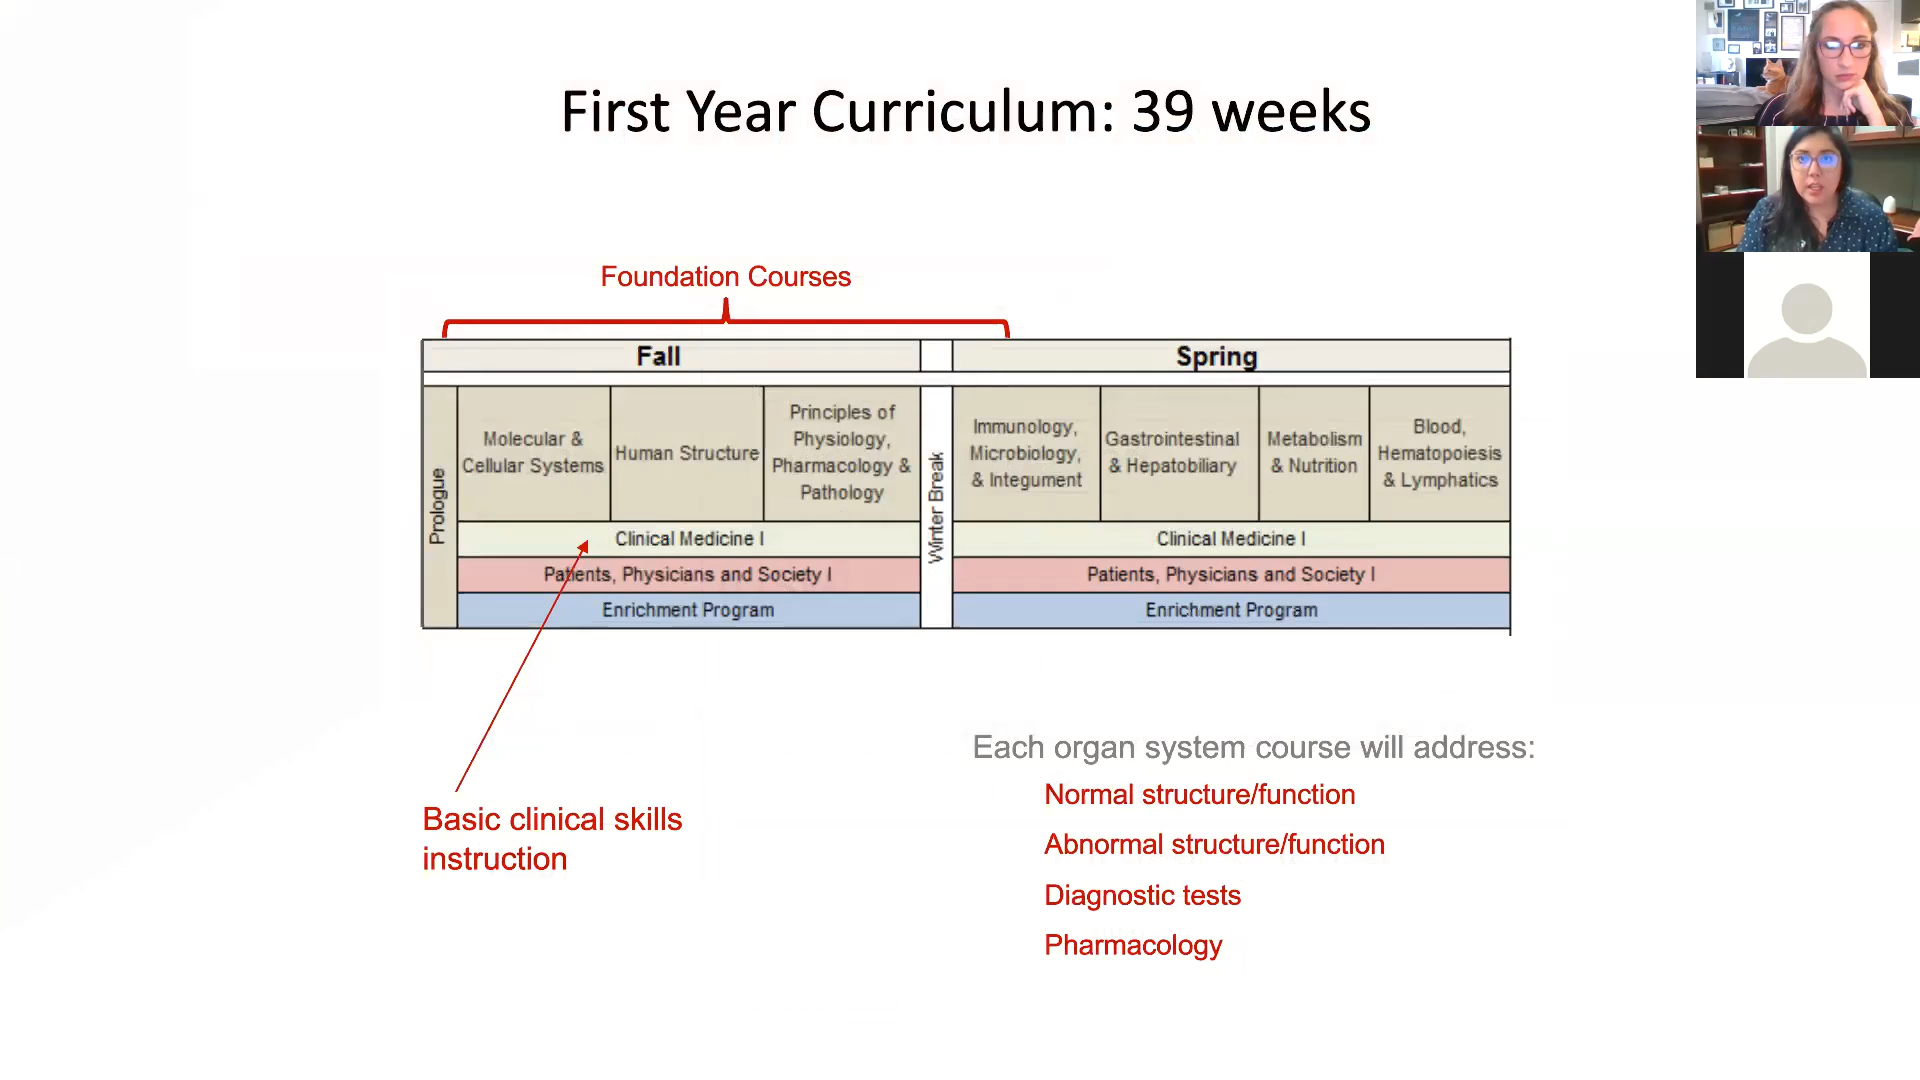 First Year Curriculum: 39 weeks
Foundation Courses
Fall
Spring
Prologue
Molecular &
Cellular Systems
Human Structure
Principles of
Physiology,
Pharmacology &
Pathology
Winter Break
Immunology,
Microbiology,
& Integument
Gastrointestinal
& Hepatobiliary
Metabolism
& Nutrition
Blood,
Hematopoiesis
& Lymphatics
Clinical Medicine I
Clinical Medicine I
Patients, Physicians and Society I
Patients, Physicians and Society I
Enrichment Program
Enrichment Program
Basic clinical skills
instruction
Each organ system course will address:
Normal structure/function
Abnormal structure/function
Diagnostic tests
Pharmacology